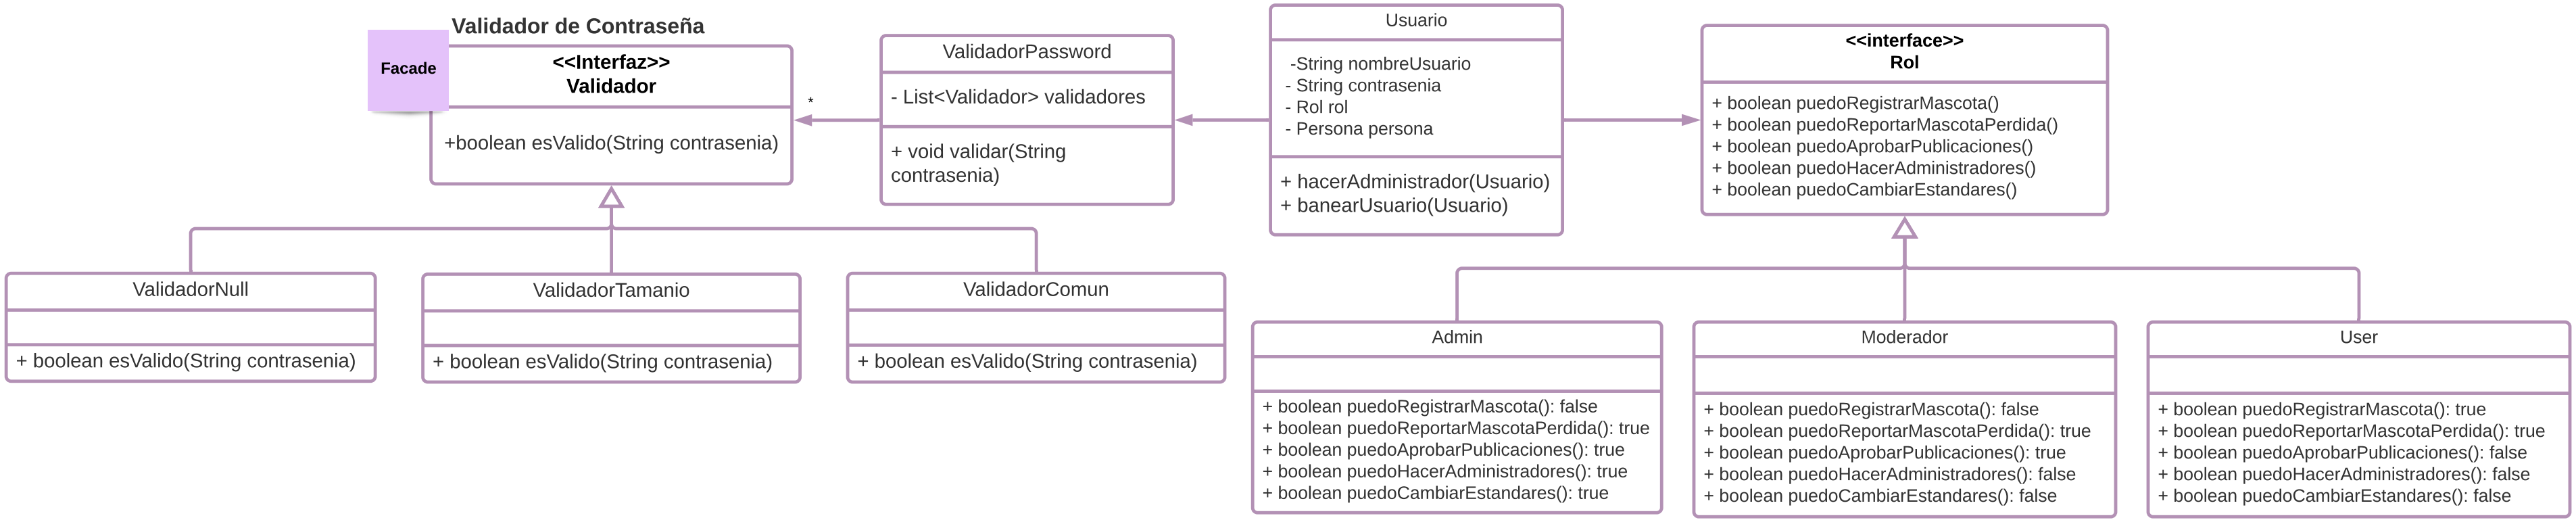 Validador de Contraseña
Facade
<<Interfaz>>
Validador
+boolean esValido(String contrasenia)
*
ValidadorPassword
- List<Validador> validadores
+ void validar(String
contrasenia)
Usuario
-String nombreUsuario
- String contrasenia
- Rol rol
- Persona persona
+ hacerAdministrador(Usuario)
+ banearUsuario(Usuario)
<<interface>>
Rol
+ boolean puedoRegistrarMascota()
+ boolean puedoReportarMascotaPerdida()
+ boolean puedoAprobarPublicaciones()
+ boolean puedoHacerAdministradores()
+ boolean puedoCambiarEstandares()
ValidadorNull
+ boolean esValido(String contrasenia)
ValidadorTamanio
+ boolean esValido(String contrasenia)
ValidadorComun
+ boolean esValido(String contrasenia)
Admin
+ boolean puedoRegistrarMascota(): false
+ boolean puedoReportarMascotaPerdida(): true
+ boolean puedoAprobarPublicaciones(): true
+ boolean puedoHacerAdministradores(): true
+ boolean puedoCambiarEstandares(): true
Moderador
+ boolean puedoRegistrarMascota(): false
+ boolean puedoReportarMascotaPerdida(): true
+ boolean puedoAprobarPublicaciones(): true
+ boolean puedoHacerAdministradores(): false
+ boolean puedoCambiarEstandares(): false
User
+ boolean puedoRegistrarMascota(): true
+ boolean puedoReportarMascotaPerdida(): true
+ boolean puedoAprobarPublicaciones(): false
+ boolean puedoHacerAdministradores(): false
+ boolean puedoCambiarEstandares(): false